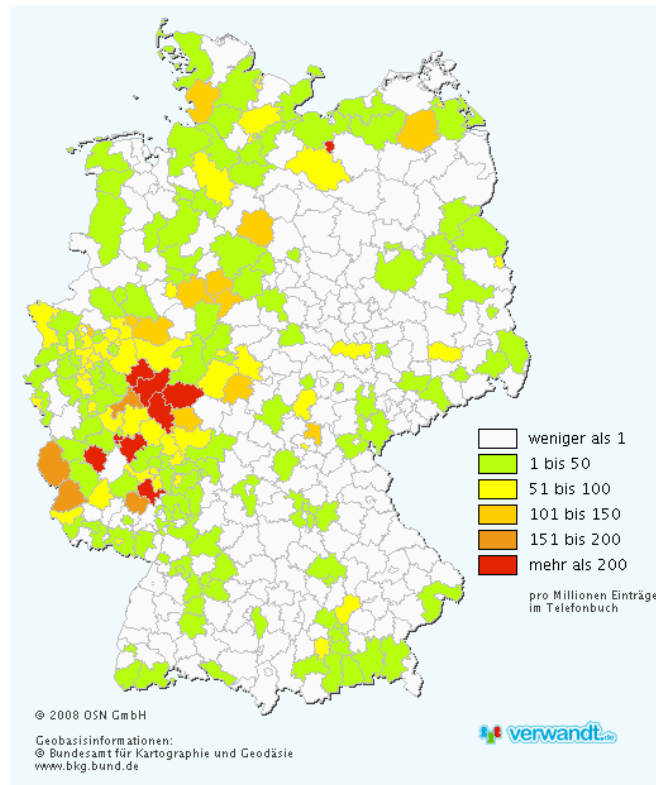 weniger als 1
1 bis 50
51 bis 100
101 bis 150
151 bis 200
mehr als 200
pro Millionen Einträge
im Telefonbuch
© 2008 OSN GmbH
Geobasisinformationen:
© Bundesamt für Kartographie und Geodäsie
www.bkg.bund.de
verwandt.de